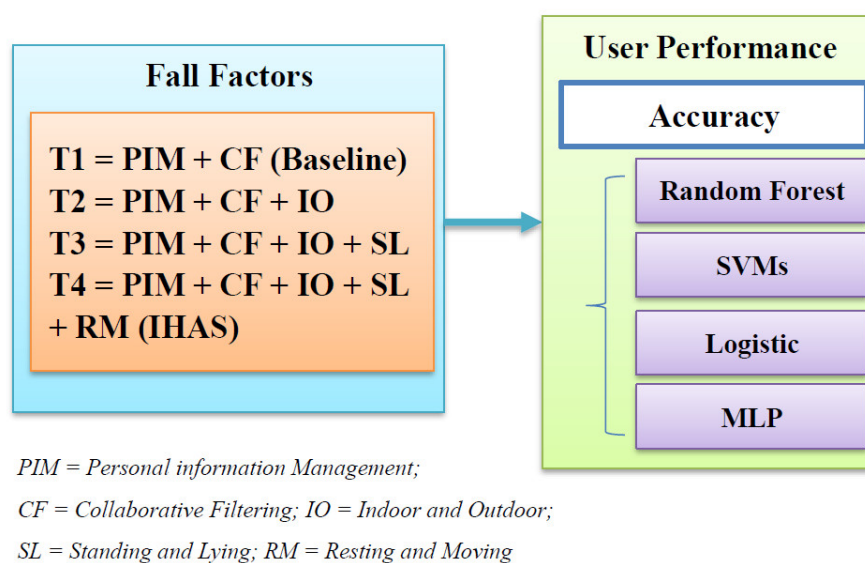 Fall Factors
T1 = PIM + CF (Baseline)
T2 = PIM + CF + IO
T3 = PIM + CF + IO + SL
T4 = PIM + CF + IO + SL
+ RM (IHAS)
User Performance
Accuracy
Random Forest
SVMs
Logistic
MLP
PIM = Personal information Management;
CF = Collaborative Filtering; IO = Indoor and Outdoor;
SL = Standing and Lying; RM = Resting and Moving